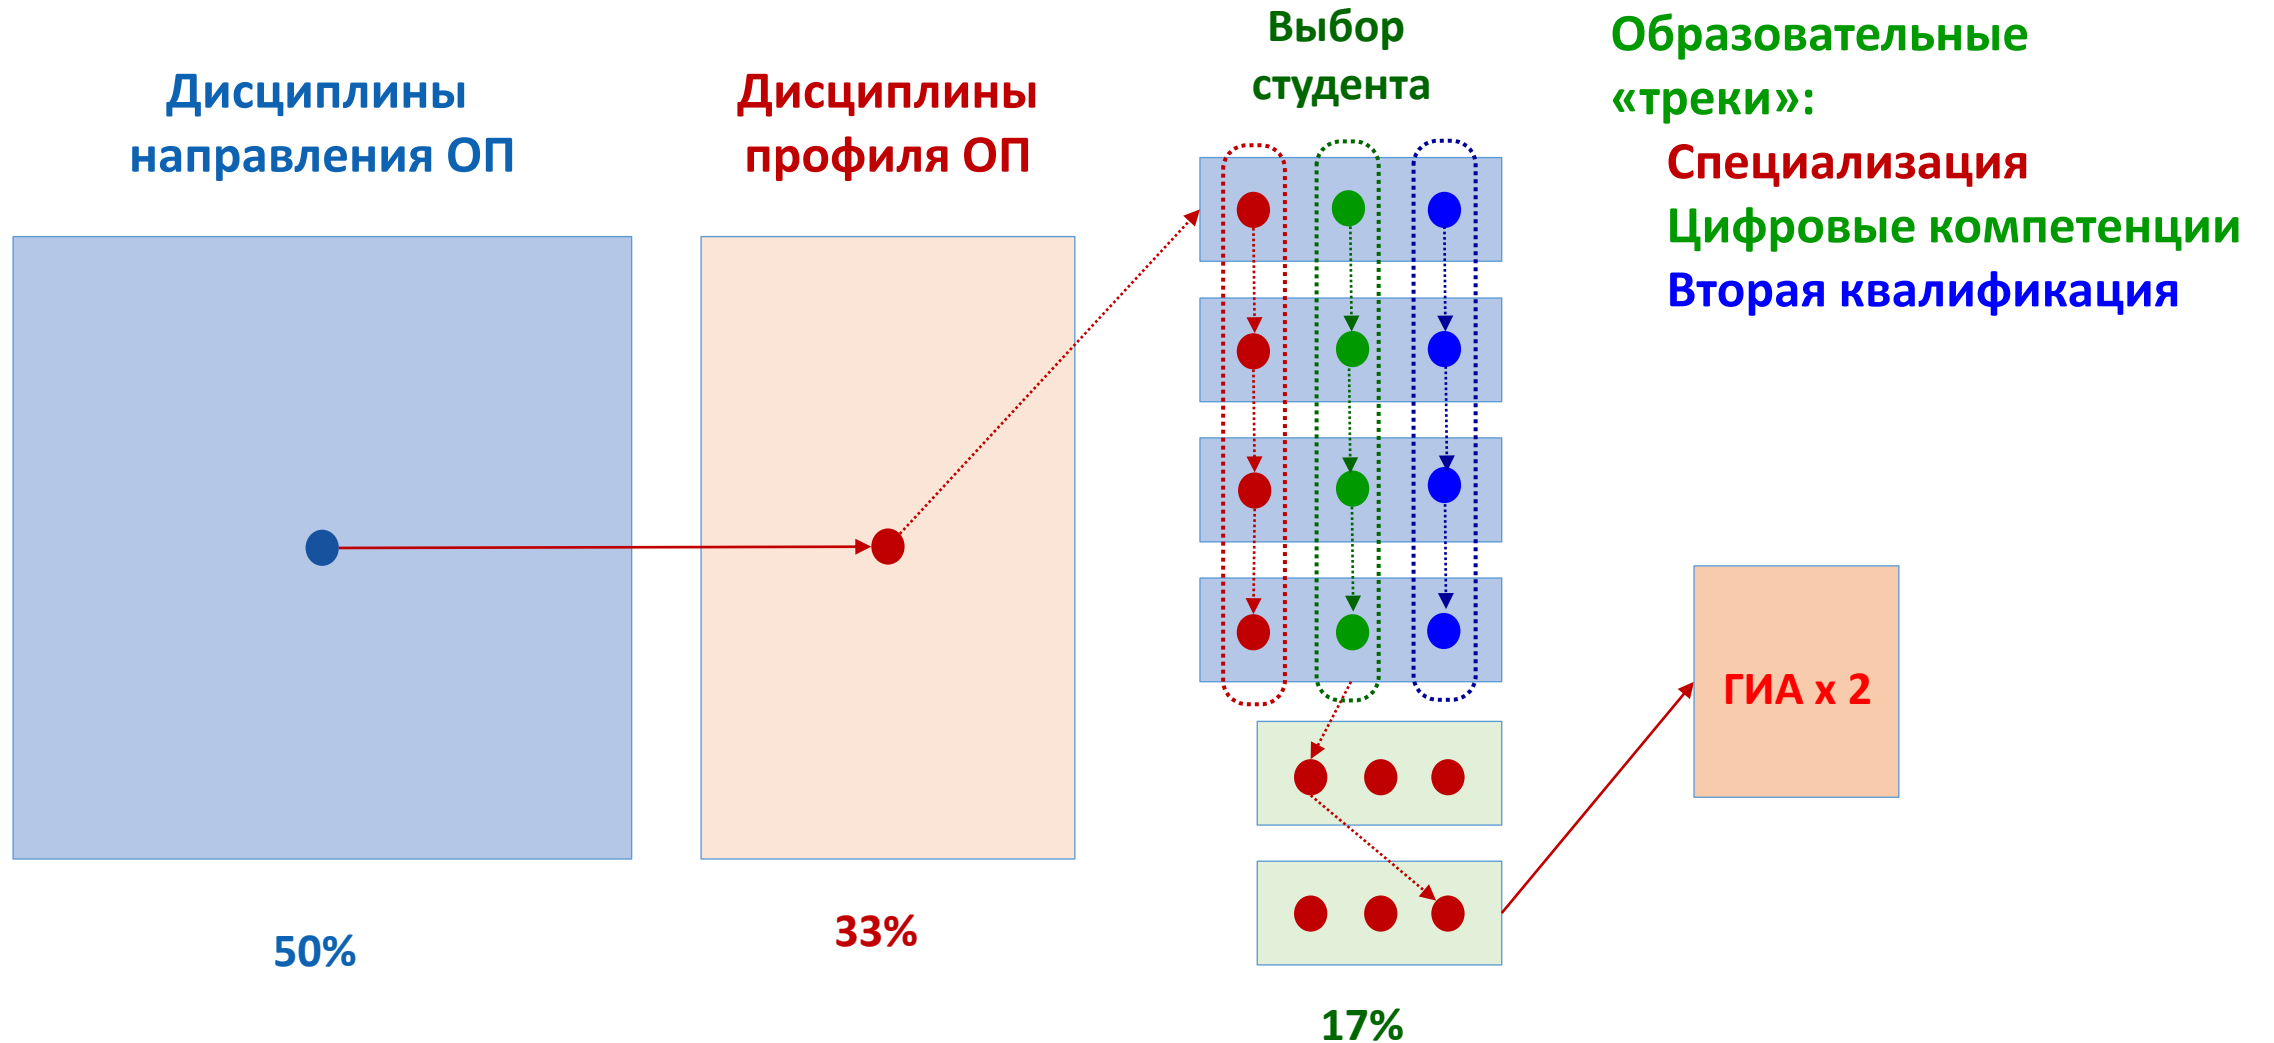 Дисциплины
направления ОП
50%
Дисциплины
профиля ОП
33%
Выбор
студента
17%
Образовательные
«треки»:
Специализация
Цифровые компетенции
Вторая квалификация
ГИА х 2